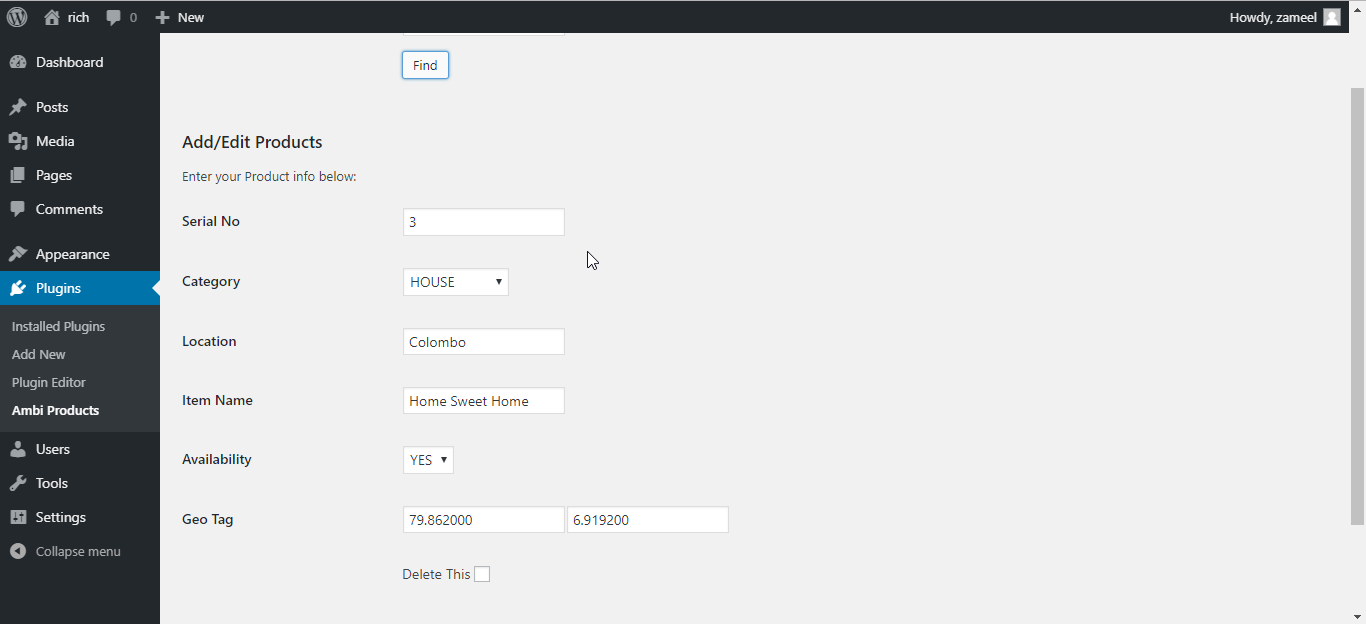 rich 0 New Howdy, zameel
Dashboard
Posts
Media
Pages
Comments
Appearance
Plugins
Installed Plugins
Add New
Plugin Editor
Ambi Products
Users
Tools
Settings
Collapse menu
Find
Add/Edit Products
Enter your Product info below:
Serial No 3
Category HOUSE
Location Colombo
Item Name Home Sweet Home
Availability YES
Geo Tag 79.862000 6.919200
Delete This